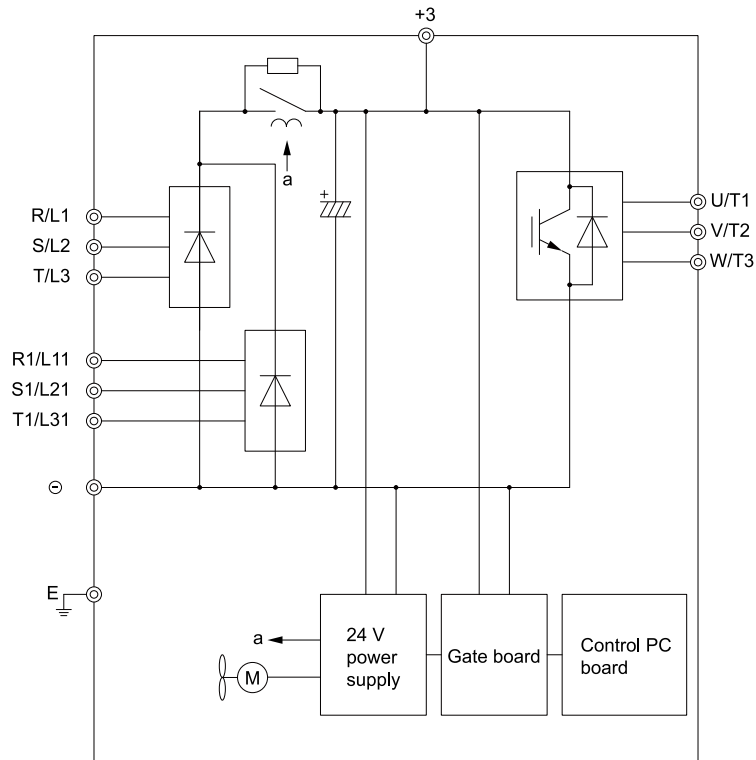 +3
a
+
R/L1
S/L2
T/L3
U/T1
V/T2
W/T3
R1/L11
S1/L21
T1/L31
⊖
E
a
M
24 V
power
supply
Gate board
Control PC
board